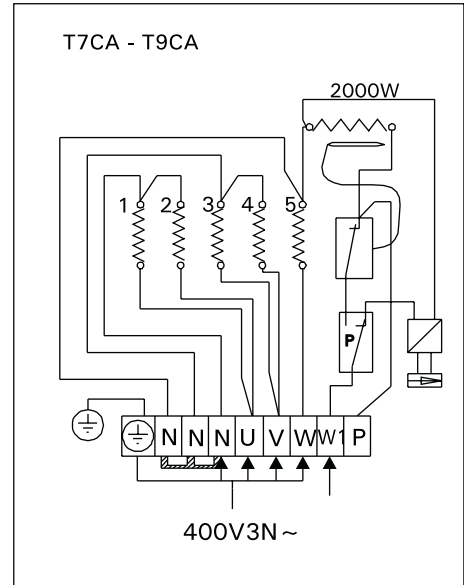 T7CA - T9CA
2000W
1 2 3 4 5
P
N N N U V W W1 P
400V3N~